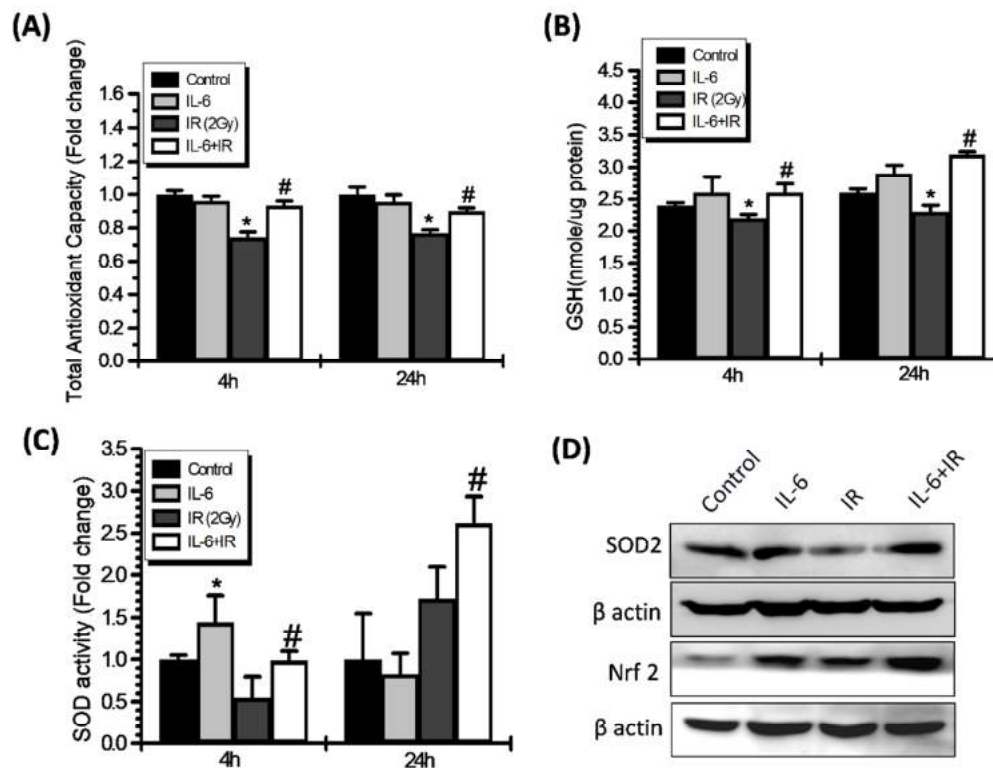 (A)
Total Antioxidant Capacity (Fold change)
Control
IL-6
IR (2Gy)
IL-6+IR
1.6
1.4
1.2
1.0
0.8
0.6
0.4
0.2
0.0
*
#
*
#
4h
24h
(B)
GSH(nmole/ug protein)
Control
IL-6
IR (2Gy)
IL-6+IR
4.5
4.0
3.5
3.0
2.5
2.0
1.5
1.0
0.5
0.0
*
#
*
#
4h
24h
(C)
SOD activity (Fold change)
Control
IL-6
IR (2Gy)
IL-6+IR
3.5
3.0
2.5
2.0
1.5
1.0
0.5
0.0
*
#
#
4h
24h
(D)
Control
IL-6
IR
IL-6+IR
SOD2
β actin
Nrf 2
β actin